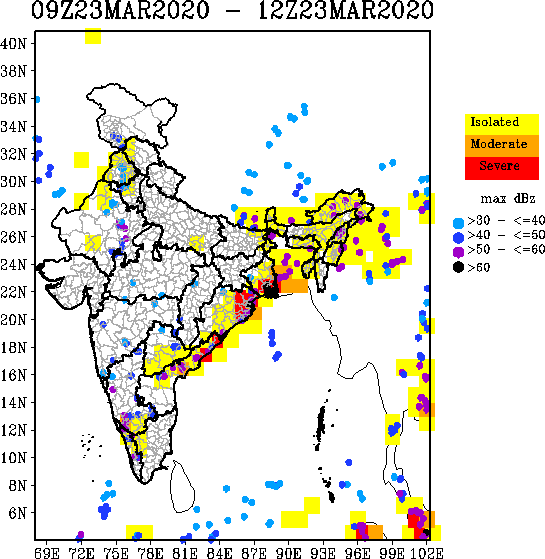 09Z23MAR2020 – 12Z23MAR2020
40N
38N
36N
34N
32N
30N
28N
26N
24N
22N
20N
18N
16N
14N
12N
10N
8N
6N
69E 72E 75E 78E 81E 84E 87E 90E 93E 96E 99E 102E
Isolated
Moderate
Severe
max dBz
>30 - <=40
>40 - <=50
>50 - <=60
>60